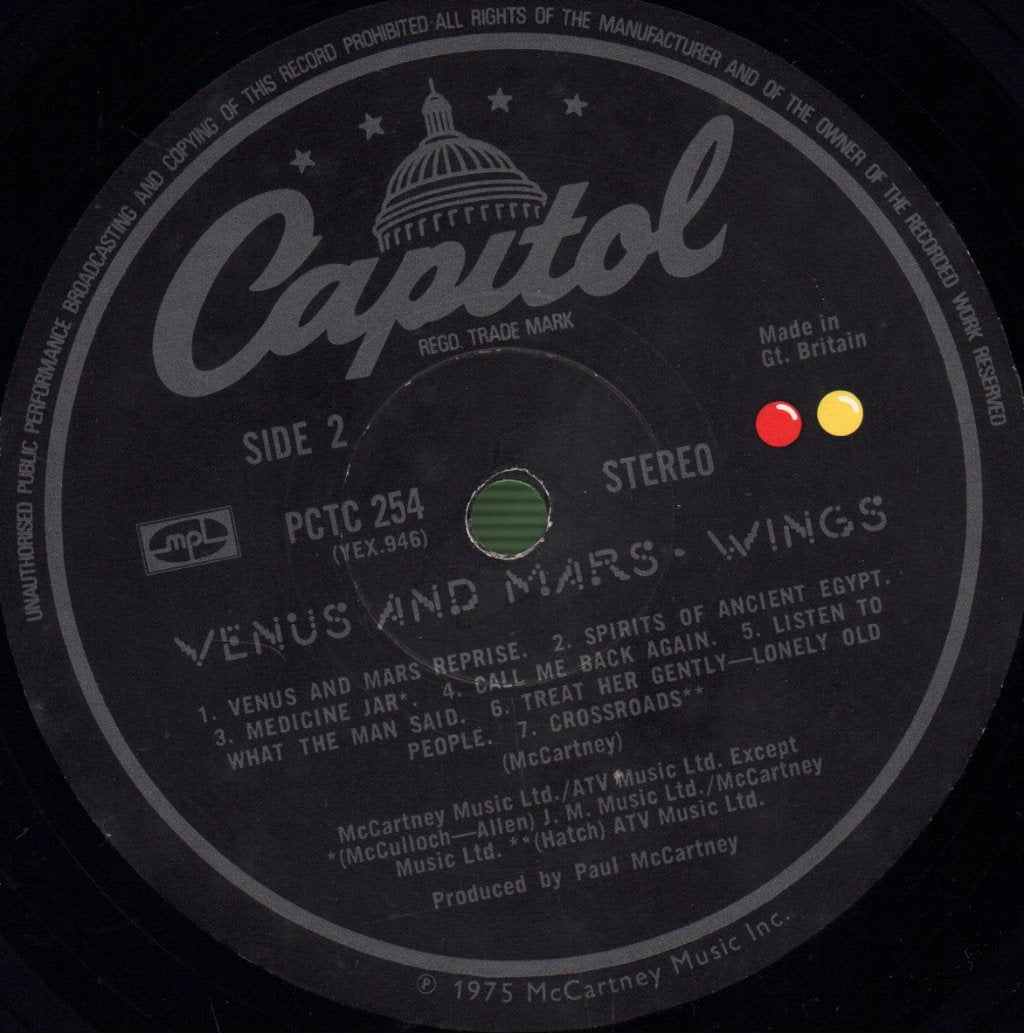 UNAUTHORISED PUBLIC PERFORMANCE BROADCASTING AND COPYING OF THIS RECORD PROHIBITED·ALL RIGHTS OF THE MANUFACTURER AND OF THE OWNER OF THE RECORDED WORK RESERVED
Capitol
REGD. TRADE MARK
Made in
Gt. Britain
SIDE 2
STEREO
mpl
PCTC 254
(YEX.946)
VENUS AND MARS · WINGS
1. VENUS AND MARS REPRISE. 2. SPIRITS OF ANCIENT EGYPT.
3. MEDICINE JAR*. 4. CALL ME BACK AGAIN. 5. LISTEN TO
WHAT THE MAN SAID. 6. TREAT HER GENTLY—LONELY OLD
PEOPLE. 7. CROSSROADS**
(McCartney)
McCartney Music Ltd./ATV Music Ltd. Except
*(McCulloch—Allen) J. M. Music Ltd./McCartney
Music Ltd. **(Hatch) ATV Music Ltd.
Produced by Paul McCartney
℗ 1975 McCartney Music Inc.